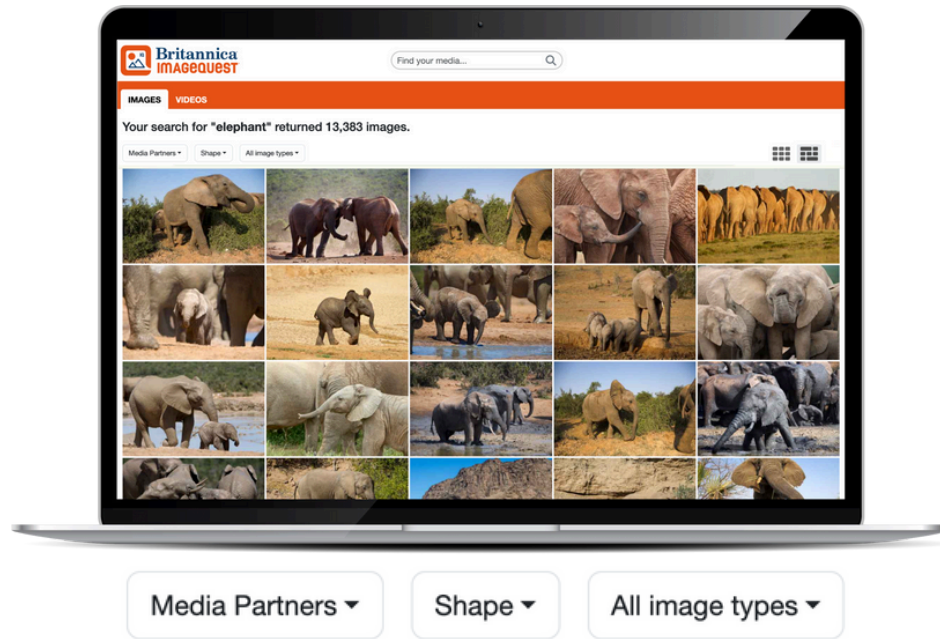 Britannica
IMAGEQUEST
Find your media...
IMAGES VIDEOS
Your search for "elephant" returned 13,383 images.
Media Partners Shape All image types
Media Partners Shape All image types